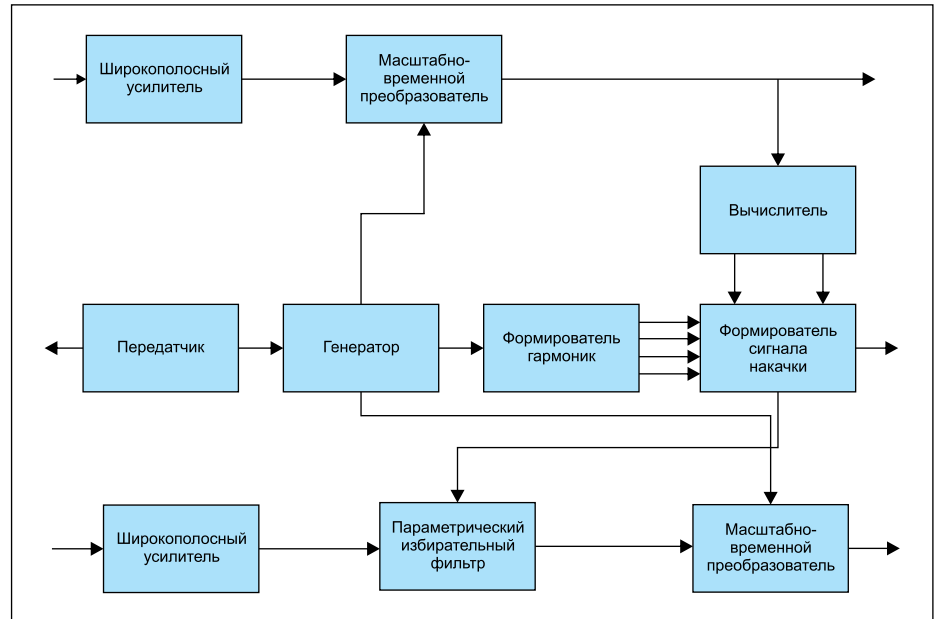 Широкополосный
усилитель
Масштабно-
временной
преобразователь
Вычислитель
Передатчик
Генератор
Формирователь
гармоник
Формирователь
сигнала
накачки
Широкополосный
усилитель
Параметрический
избирательный
фильтр
Масштабно-
временной
преобразователь